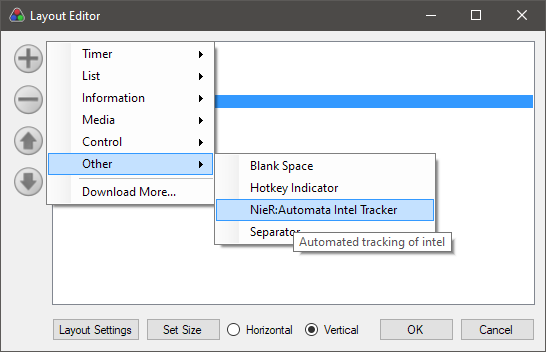 Layout Editor
Timer
List
Information
Media
Control
Other
Download More...
Blank Space
Hotkey Indicator
NieR:Automata Intel Tracker
Separator
Automated tracking of intel
Layout Settings
Set Size
Horizontal
Vertical
OK
Cancel